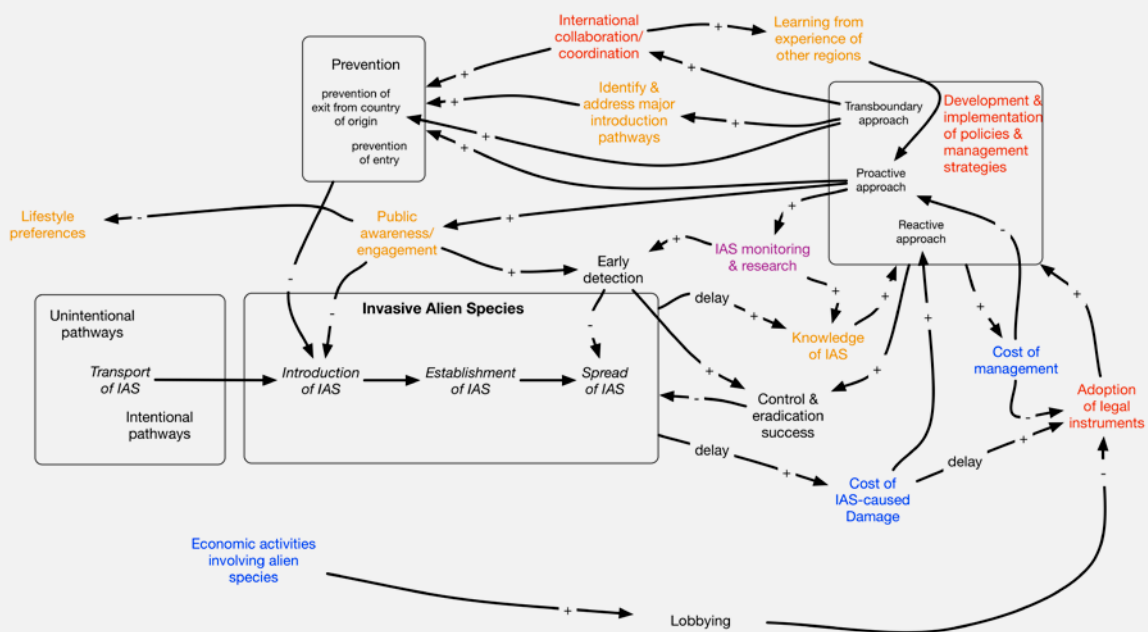 International
collaboration/
coordination
+
Learning from
experience of
other regions
Prevention
prevention of
exit from country
of origin
prevention
of entry
+
+
Identify &
address major
introduction
pathways
+
+
+
+
Transboundary
approach
Development &
implementation
of policies &
management
strategies
Proactive
approach
Reactive
approach
Lifestyle
preferences
-
Public
awareness/
engagement
+
+
IAS monitoring
& research
+
-
+
Early
detection
+
-
-
Unintentional
pathways
Transport
of IAS
Intentional
pathways
Invasive Alien Species
Introduction
of IAS
Establishment
of IAS
Spread
of IAS
-
delay
+
Knowledge
of IAS
+
+
+
+
Cost of
management
+
+
+
-
Control &
eradication
success
-
Adoption
of legal
instruments
delay
+
Cost of
IAS-caused
Damage
delay
+
-
Economic activities
involving alien
species
+
Lobbying